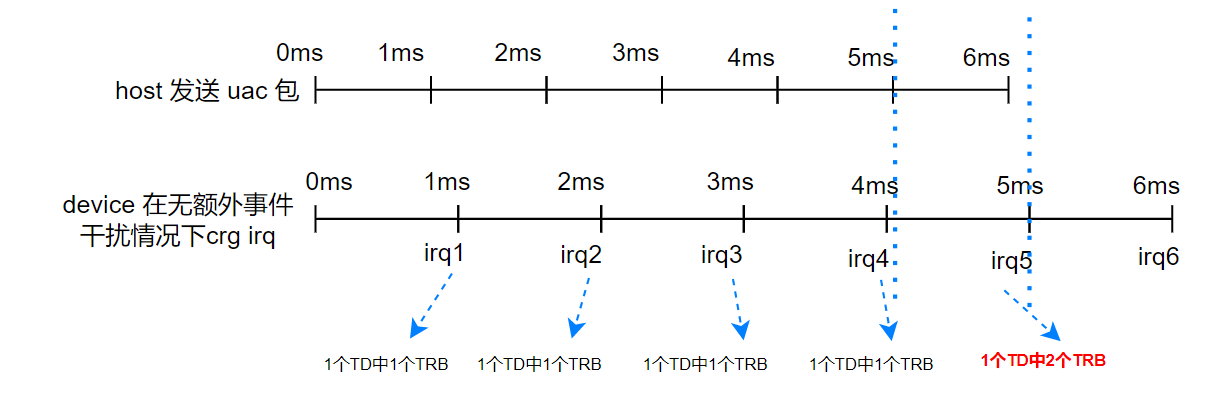 0ms 1ms 2ms 3ms 4ms 5ms 6ms
host 发送 uac 包
0ms 1ms 2ms 3ms 4ms 5ms 6ms
device 在无额外事件
干扰情况下crg irq
irq1 irq2 irq3 irq4 irq5 irq6
1个TD中1个TRB 1个TD中1个TRB 1个TD中1个TRB 1个TD中1个TRB 1个TD中2个TRB